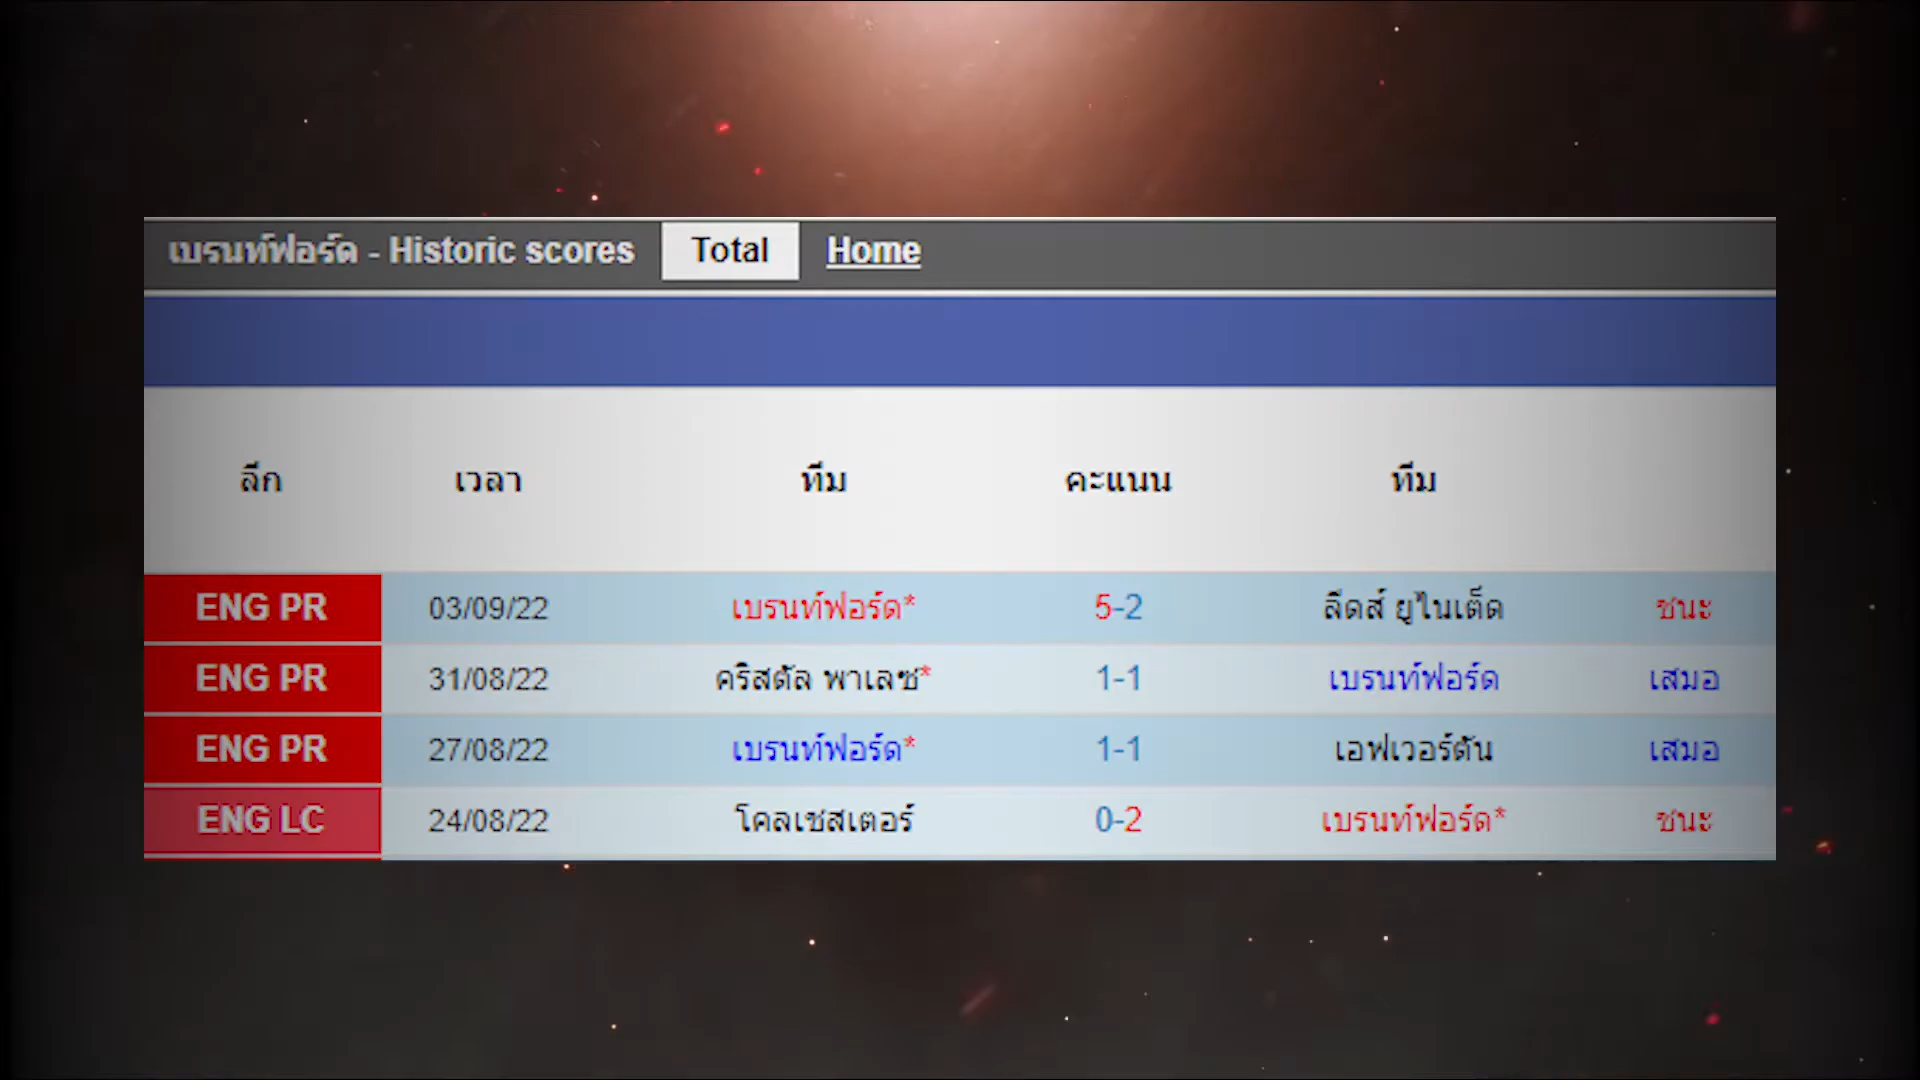 เบรนท์ฟอร์ด - Historic scores Total Home
ลีก เวลา ทีม คะแนน ทีม
ENG PR 03/09/22 เบรนท์ฟอร์ด* 5-2 ลีดส์ ยูไนเต็ด ชนะ
ENG PR 31/08/22 คริสตัล พาเลซ* 1-1 เบรนท์ฟอร์ด เสมอ
ENG PR 27/08/22 เบรนท์ฟอร์ด* 1-1 เอฟเวอร์ตัน เสมอ
ENG LC 24/08/22 โคลเชสเตอร์ 0-2 เบรนท์ฟอร์ด* ชนะ